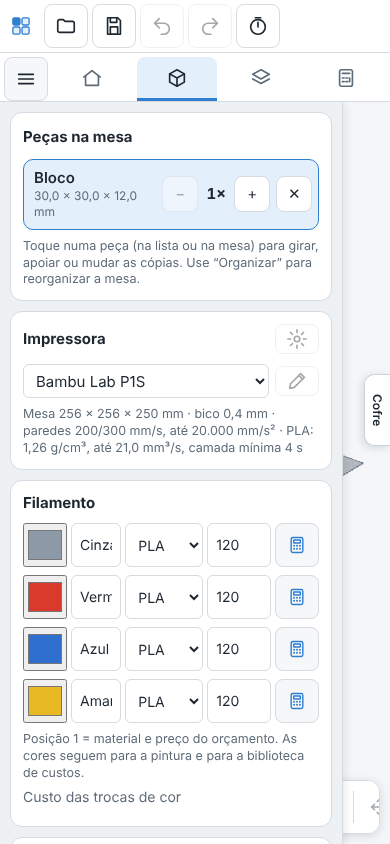 Peças na mesa
Bloco
30,0 × 30,0 × 12,0
mm
− 1× + ×
Toque numa peça (na lista ou na mesa) para girar,
apoiar ou mudar as cópias. Use “Organizar” para
reorganizar a mesa.
Impressora
Bambu Lab P1S
Mesa 256 × 256 × 250 mm · bico 0,4 mm ·
paredes 200/300 mm/s, até 20.000 mm/s² · PLA:
1,26 g/cm³, até 21,0 mm³/s, camada mínima 4 s
Cofre
Filamento
Cinza PLA 120
Verm PLA 120
Azul PLA 120
Amar PLA 120
Posição 1 = material e preço do orçamento. As
cores seguem para a pintura e para a biblioteca
de custos.
Custo das trocas de cor